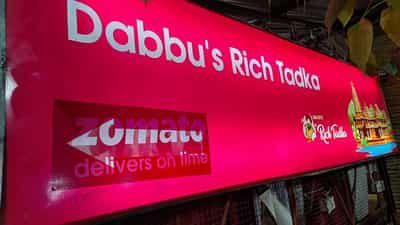 Dabbu's Rich Tadka
zomato
delivers on time
Rich Tadka